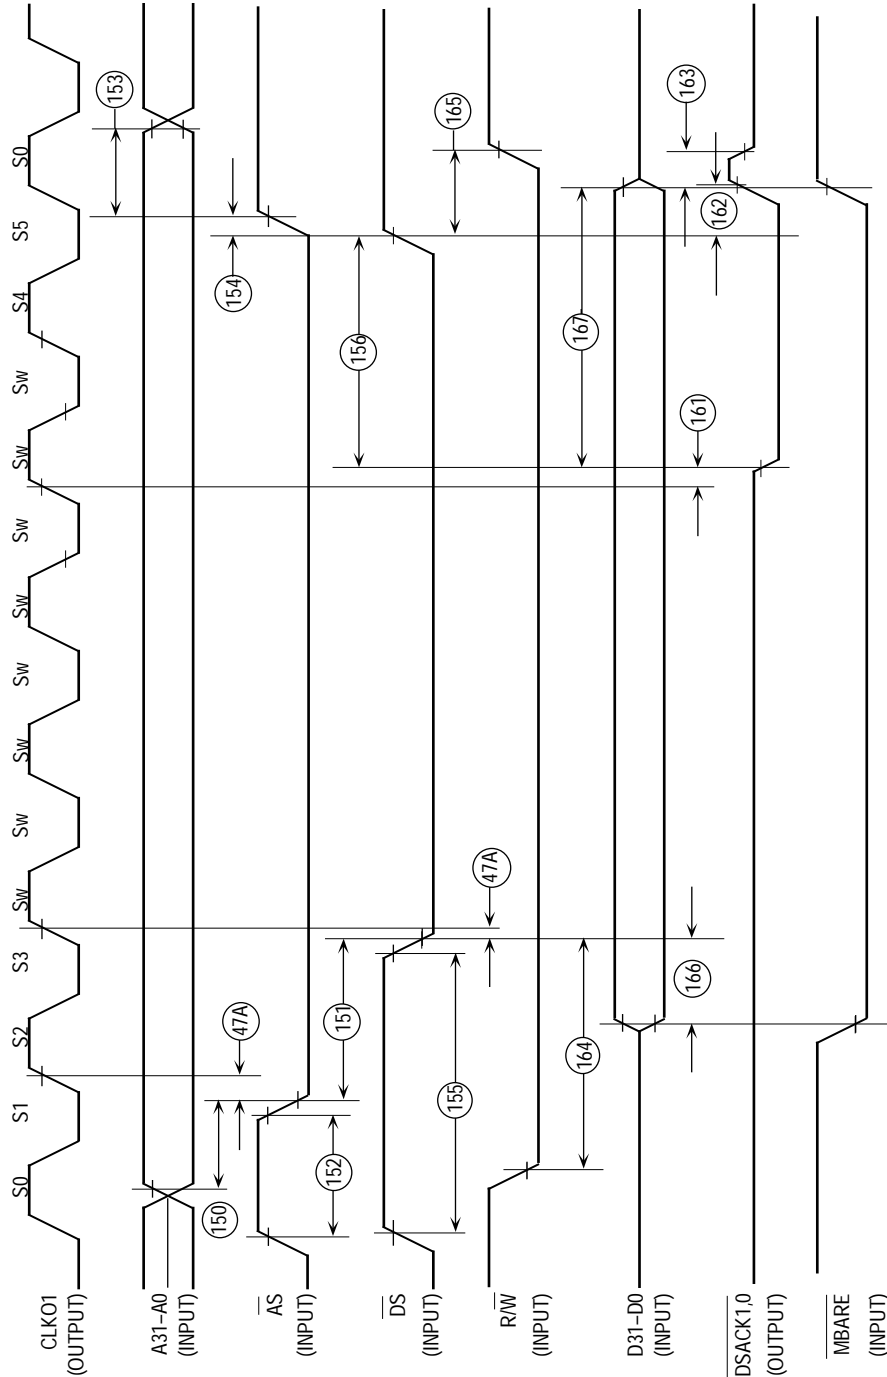 S0 S1 S2 S3 SW SW SW SW SW SW SW SW S4 S5 S0
CLKO1
(OUTPUT)
153
A31–A0
(INPUT)
150 47A 154
AS
(INPUT)
152 151 156
DS
(INPUT)
155 165
47A
R/W
(INPUT)
164 167
D31–D0
(INPUT)
166 161 163
162
DSACK1,0
(OUTPUT)
MBARE
(INPUT)